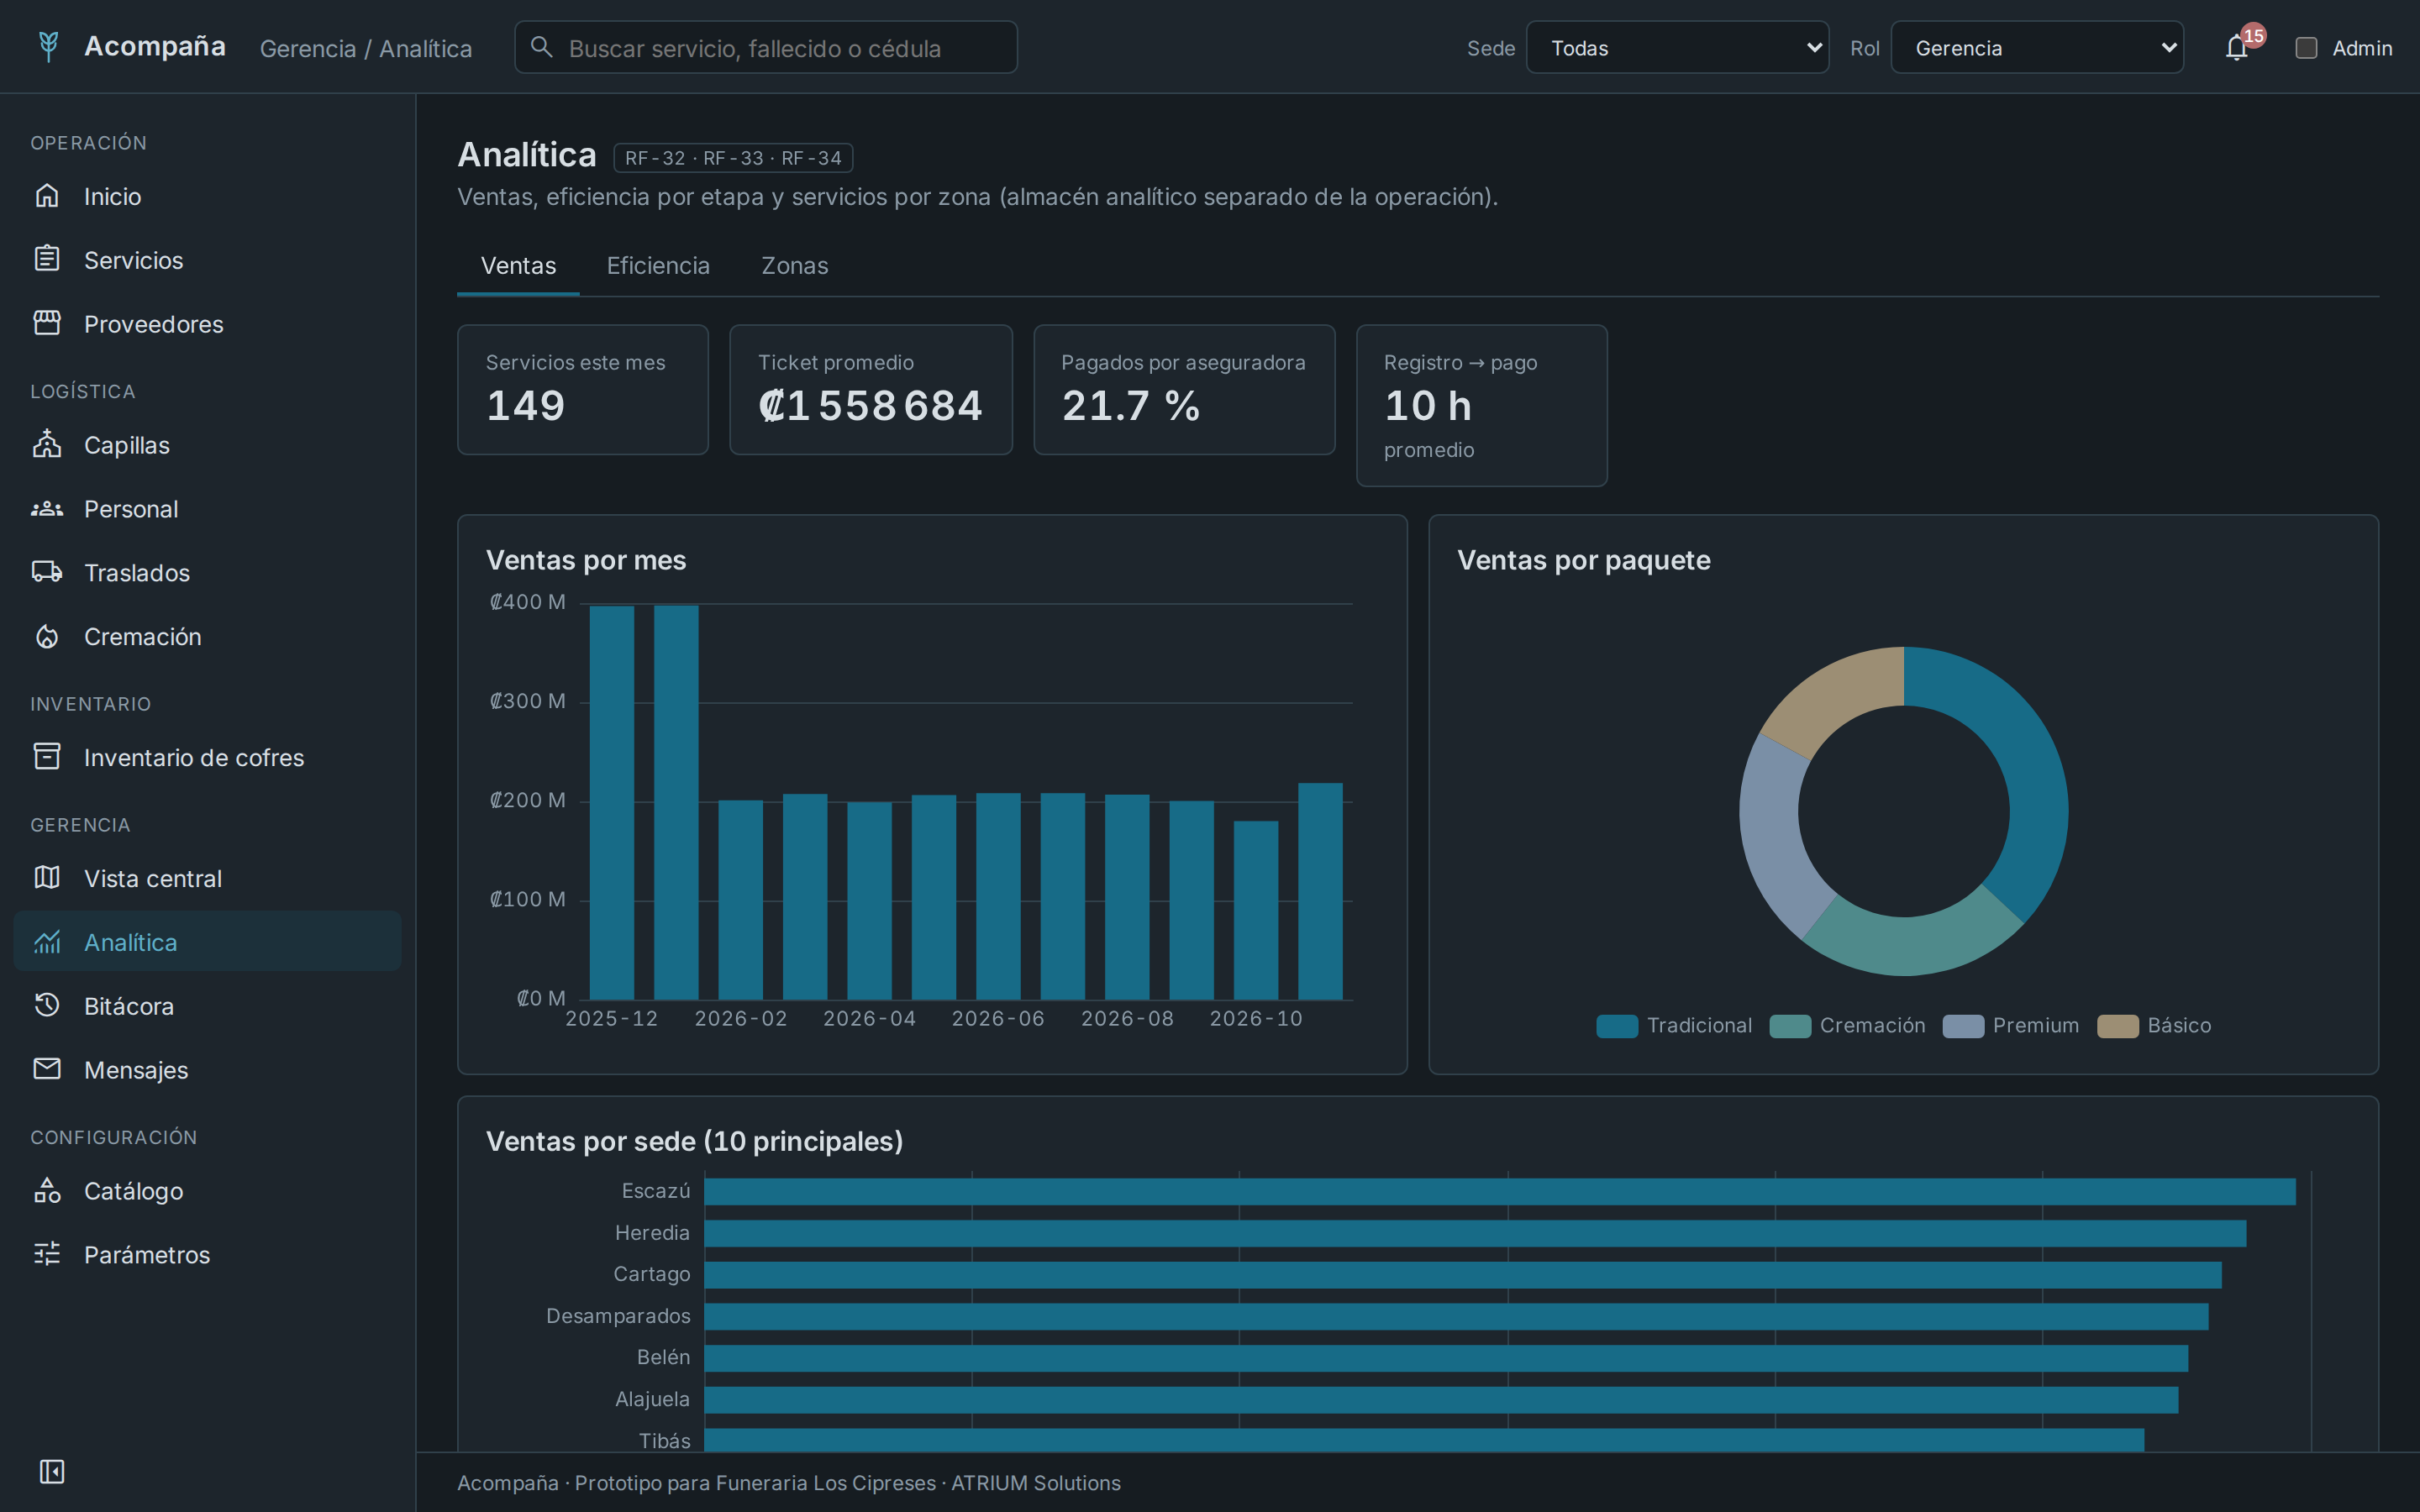 Acompaña
Gerencia / Analítica
Buscar servicio, fallecido o cédula
Sede
Todas
Rol
Gerencia
15
Admin
OPERACIÓN
Inicio
Servicios
Proveedores
LOGÍSTICA
Capillas
Personal
Traslados
Cremación
INVENTARIO
Inventario de cofres
GERENCIA
Vista central
Analítica
Bitácora
Mensajes
CONFIGURACIÓN
Catálogo
Parámetros
Analítica
RF-32 · RF-33 · RF-34
Ventas, eficiencia por etapa y servicios por zona (almacén analítico separado de la operación).
Ventas
Eficiencia
Zonas
Servicios este mes
149
Ticket promedio
₡1 558 684
Pagados por aseguradora
21.7 %
Registro → pago
10 h
promedio
Ventas por mes
₡400 M
₡300 M
₡200 M
₡100 M
₡0 M
2025-12
2026-02
2026-04
2026-06
2026-08
2026-10
Ventas por paquete
Tradicional
Cremación
Premium
Básico
Ventas por sede (10 principales)
Escazú
Heredia
Cartago
Desamparados
Belén
Alajuela
Tibás
Acompaña · Prototipo para Funeraria Los Cipreses · ATRIUM Solutions